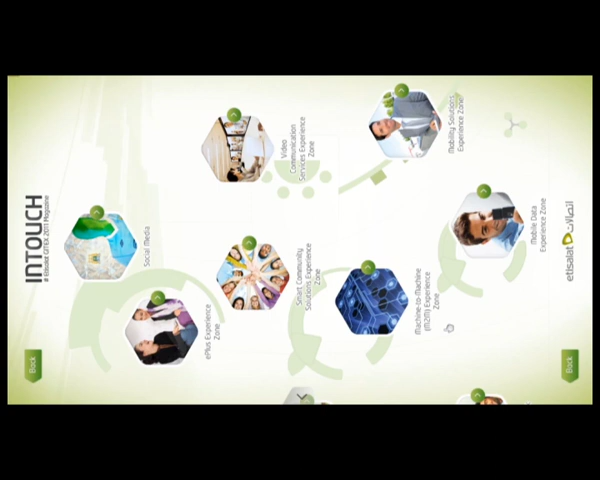 INTOUCH
# Etisalat GITEX 2011 Magazine
Social Media
ePlus Experience
Zone
Video
Communication
Services Experience
Zone
Smart Community
Solutions Experience
Zone
Mobility Solutions
Experience Zone
Machine-to-Machine
(M2M) Experience
Zone
Mobile Data
Experience Zone
اتصالات
etisalat
Back
Back